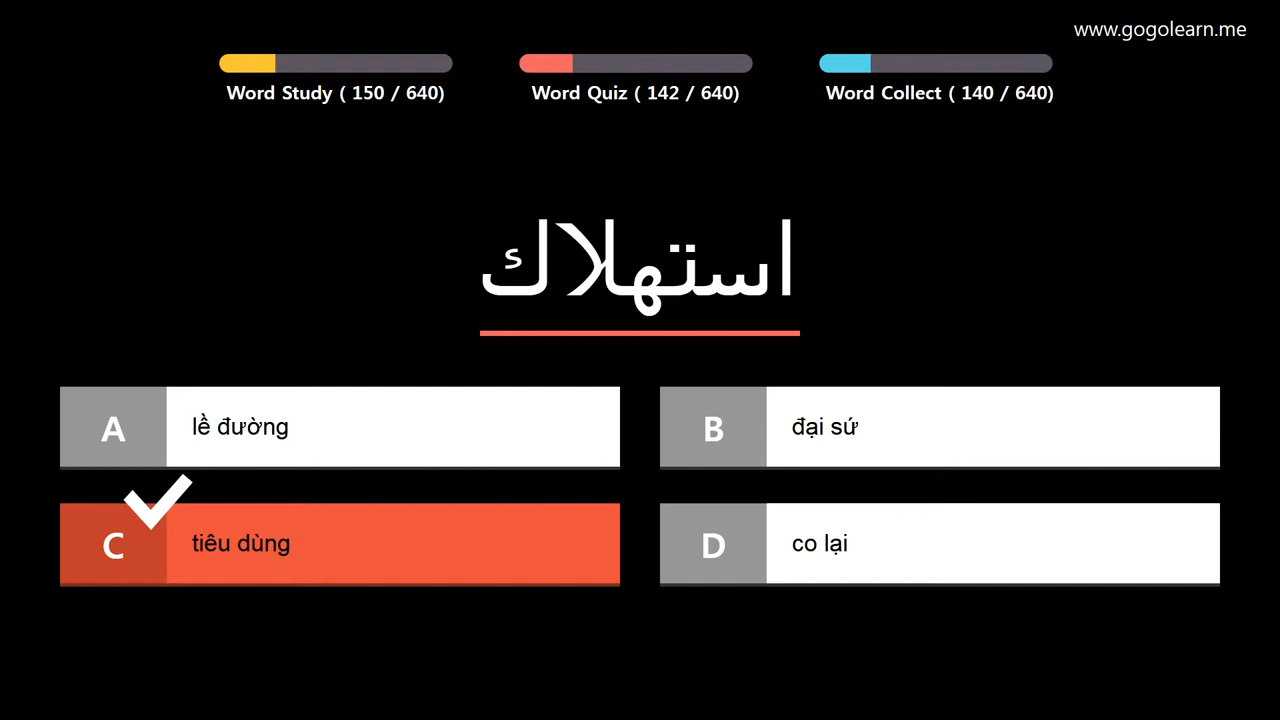 www.gogolearn.me
Word Study ( 150 / 640)
Word Quiz ( 142 / 640)
Word Collect ( 140 / 640)
استهلاك
A
lề đường
B
đại sứ
C
tiêu dùng
D
co lại